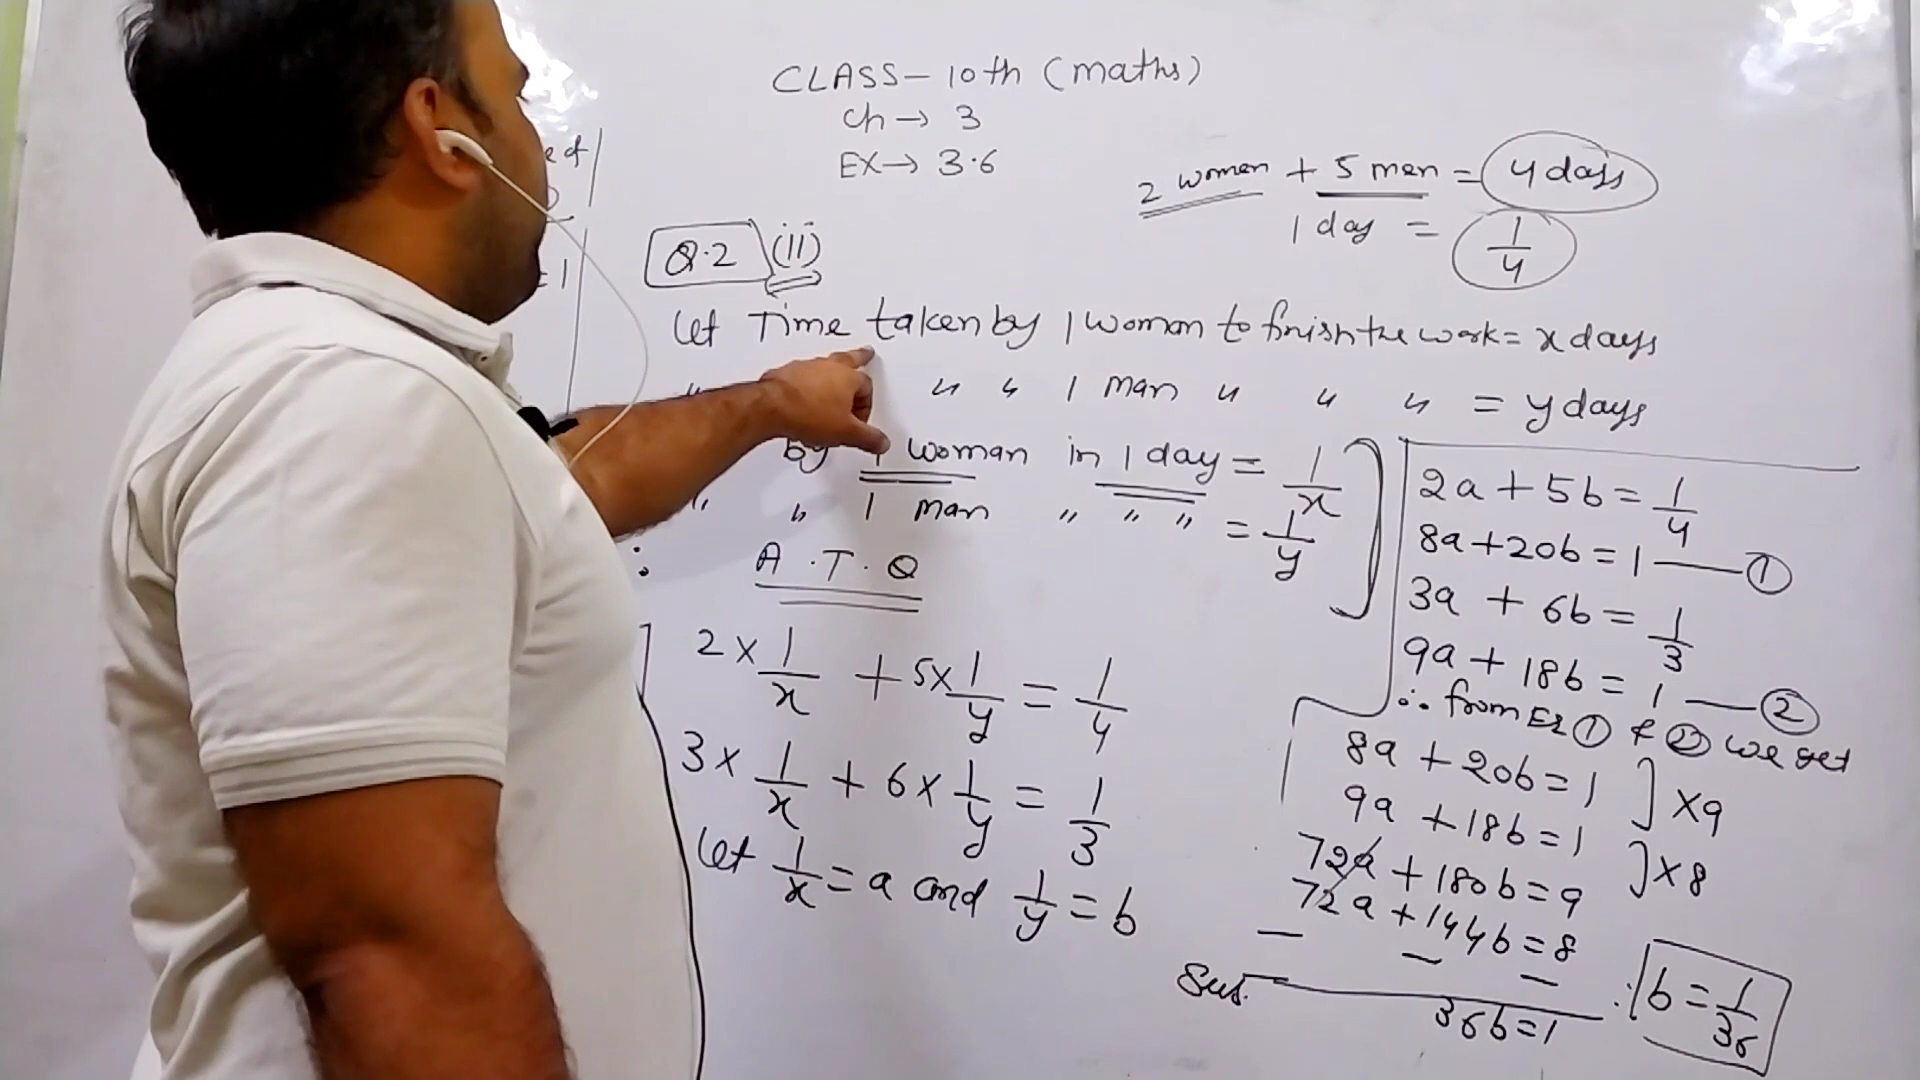 CLASS - 10th (maths)
Ch → 3
EX → 3.6
2 women + 5 men = 4 days
1 day = 1/4
Q.2 (ii)
Let Time taken by 1 woman to finish the work = x days
" " " 1 man " " " = y days
by 1 woman in 1 day = 1/x
" " 1 man " " " = 1/y
∴ A.T.Q
2 × 1/x + 5 × 1/y = 1/4
3 × 1/x + 6 × 1/y = 1/3
Let 1/x = a and 1/y = b
2a + 5b = 1/4
8a + 20b = 1 — ①
3a + 6b = 1/3
9a + 18b = 1 — ②
∴ from Eq ① & ② we get
8a + 20b = 1 ] × 9
9a + 18b = 1 ] × 8
72a + 180b = 9
72a + 144b = 8
— — —
Sub.
36b = 1
∴ b = 1/36